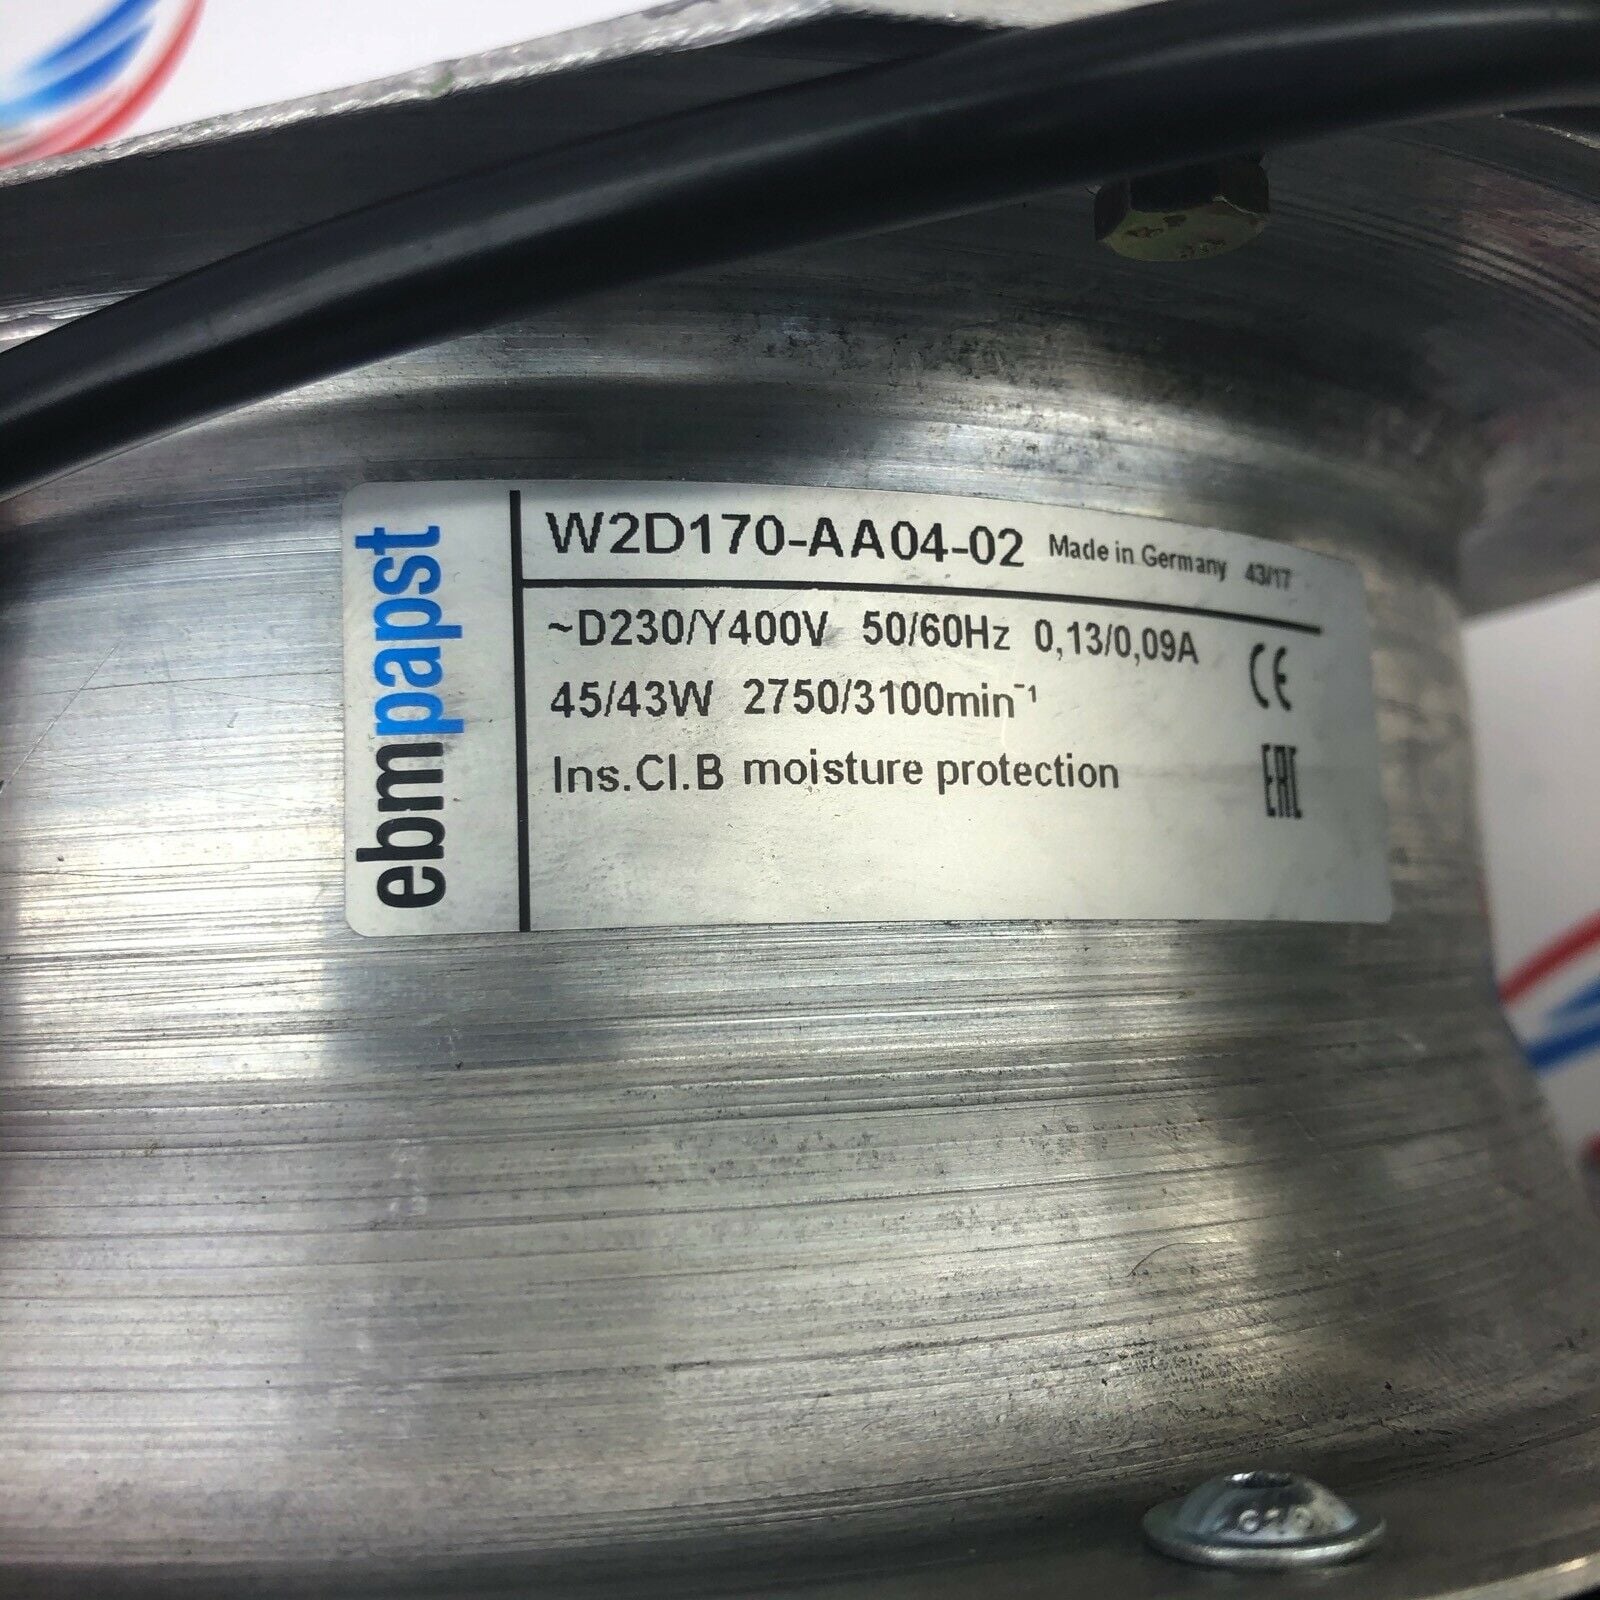 ebmpapst
W2D170-AA04-02 Made in Germany 43/17
~D230/Y400V 50/60Hz 0,13/0,09A
45/43W 2750/3100min⁻¹
Ins.Cl.B moisture protection
CE
EAC